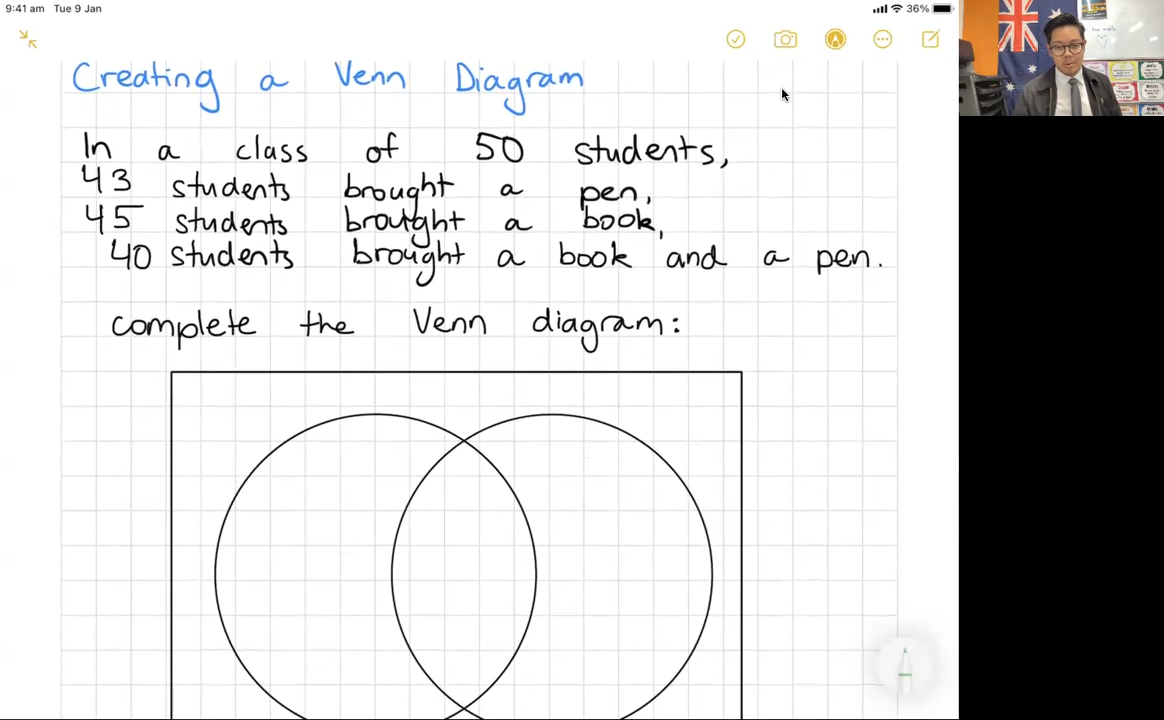 9:41 am Tue 9 Jan
36%
Creating a Venn Diagram
In a class of 50 students,
43 students brought a pen,
45 students brought a book,
40 students brought a book and a pen.
complete the Venn diagram: